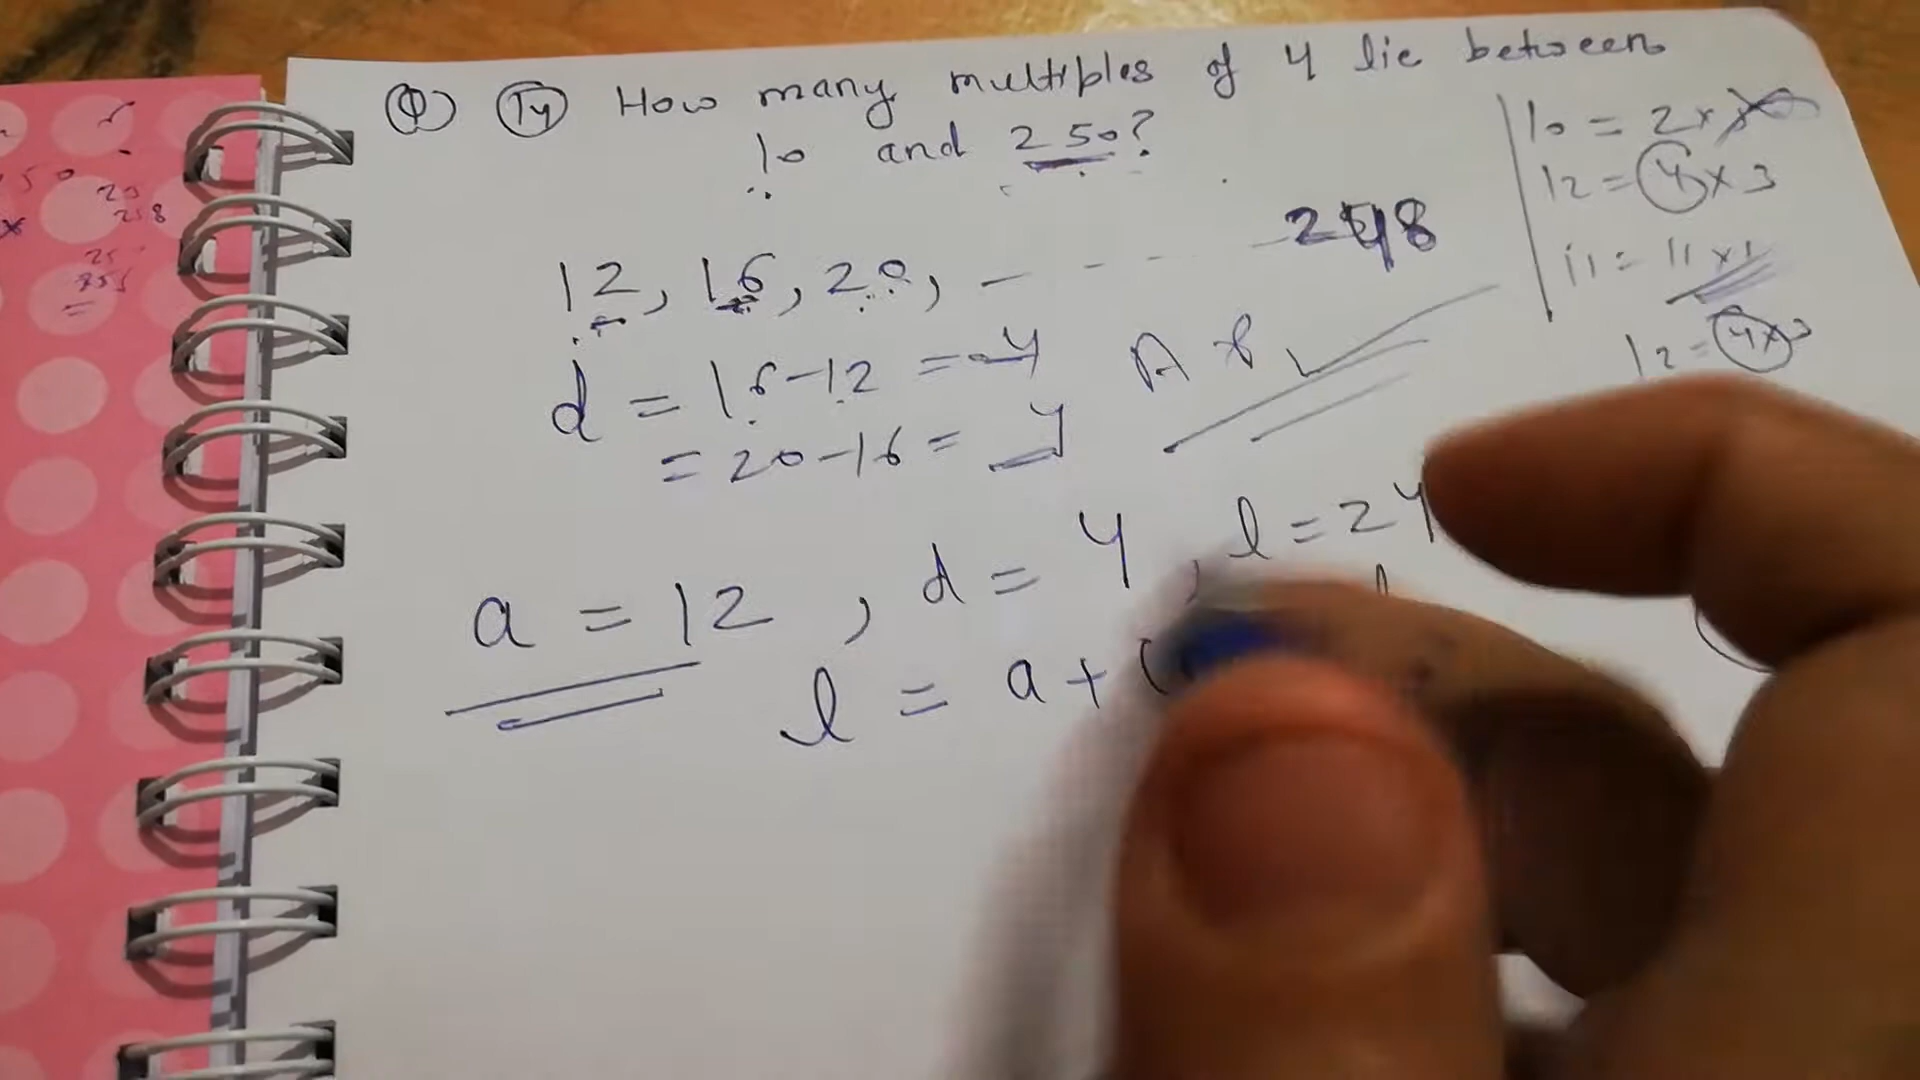 Q Ty How many multiples of 4 lie between
10 and 250?
12, 16, 20, - - - - 248
d = 16-12 = 4 A P
= 20-16 = 4
a = 12, d = 4, l = 24
l = a + (
10 = 2 x
12 = 4 x 3
11 = 11 x 1
12 = 4 x 3